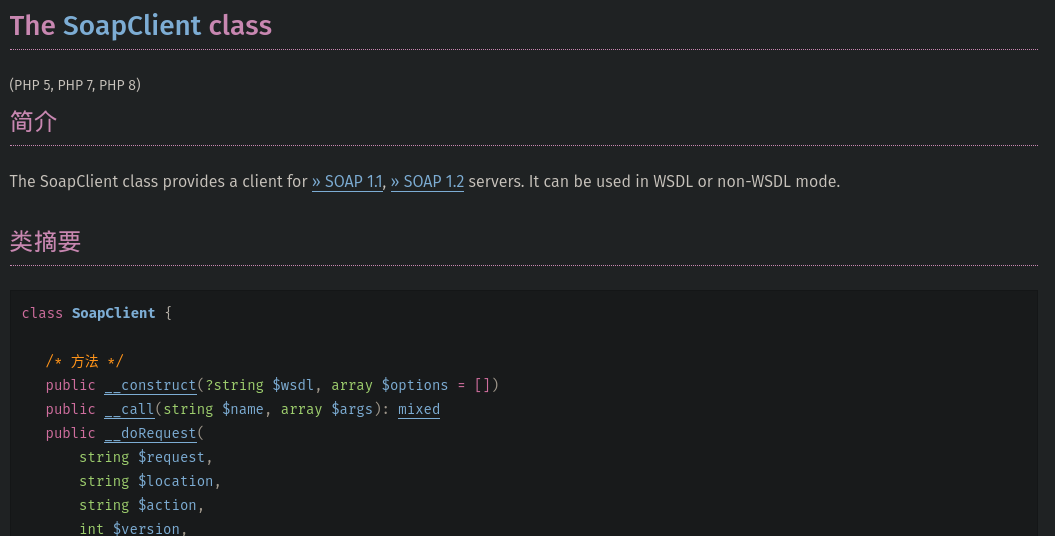 The SoapClient class
(PHP 5, PHP 7, PHP 8)
简介
The SoapClient class provides a client for » SOAP 1.1, » SOAP 1.2 servers. It can be used in WSDL or non-WSDL mode.
类摘要
class SoapClient {
/* 方法 */
public __construct(?string $wsdl, array $options = [])
public __call(string $name, array $args): mixed
public __doRequest(
string $request,
string $location,
string $action,
int $version,